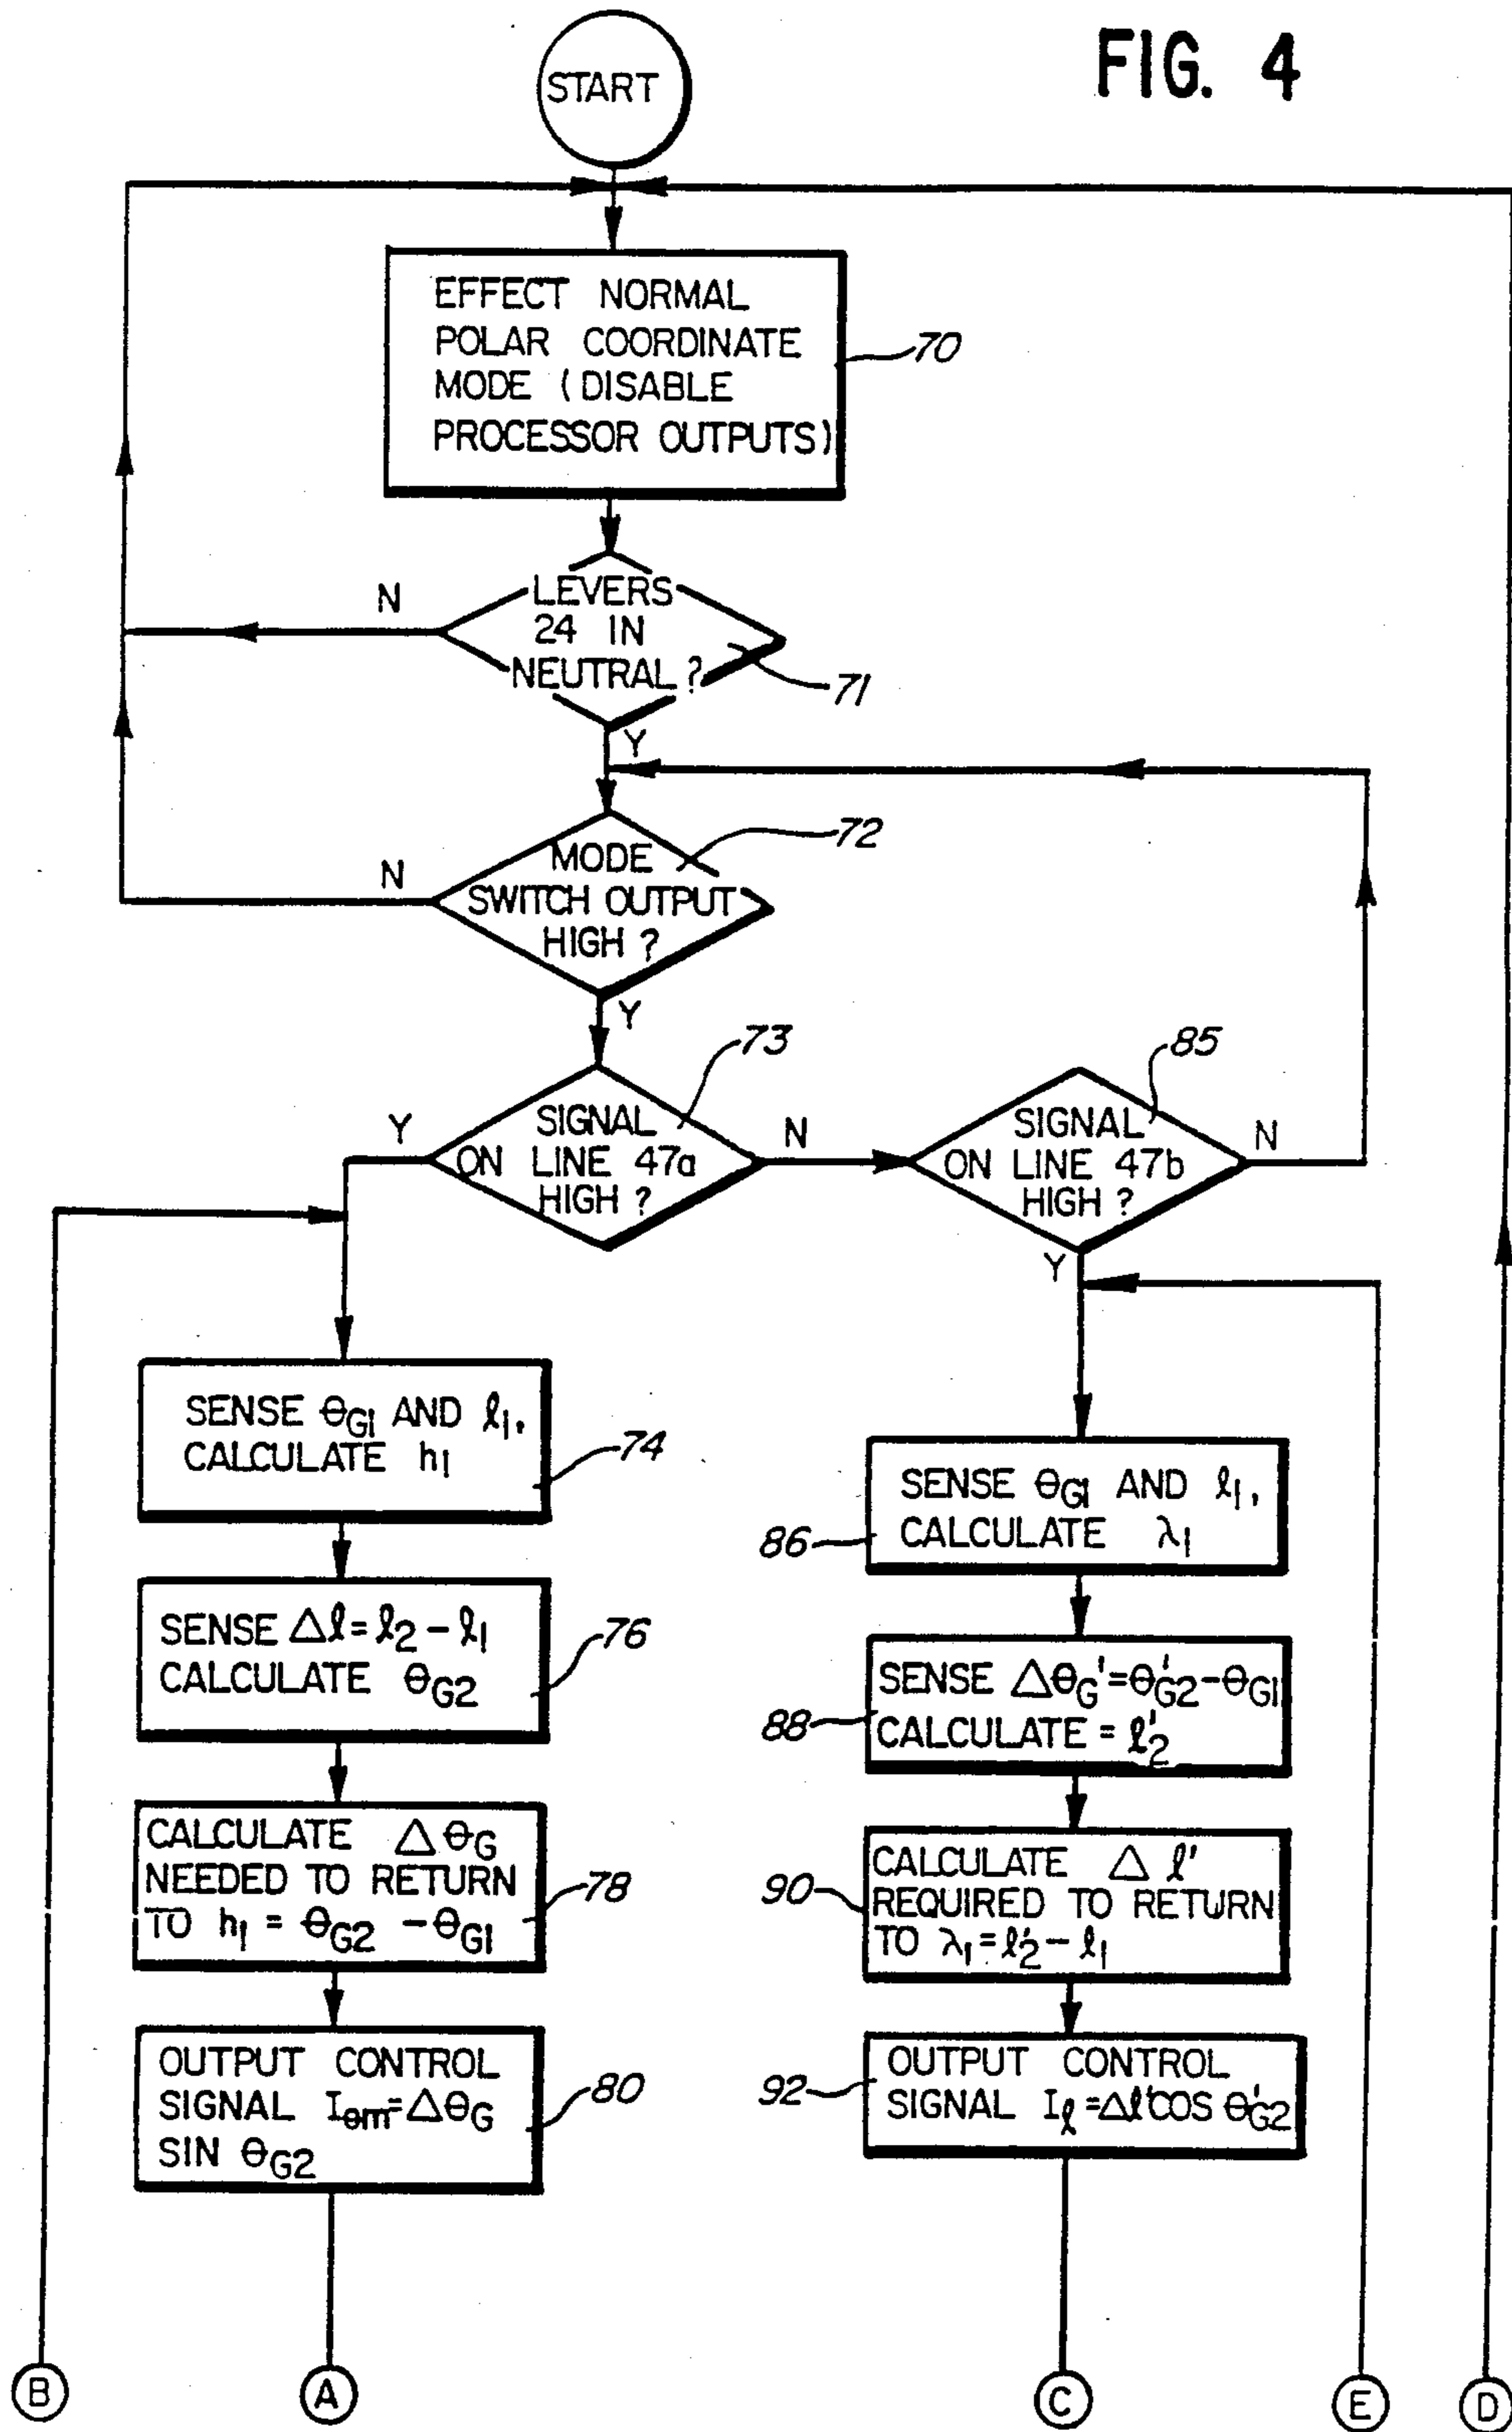 FIG. 4
START
EFFECT NORMAL
POLAR COORDINATE
MODE (DISABLE
PROCESSOR OUTPUTS)
70
LEVERS
24 IN
NEUTRAL ?
71
N
Y
MODE
SWITCH OUTPUT
HIGH ?
72
N
Y
SIGNAL
ON LINE 47a
HIGH ?
73
Y
N
SIGNAL
ON LINE 47b
HIGH ?
85
N
Y
SENSE θG1 AND ℓ1,
CALCULATE h1
74
SENSE Δℓ=ℓ2-ℓ1
CALCULATE θG2
76
CALCULATE ΔθG
NEEDED TO RETURN
TO h1 = θG2 -θG1
78
OUTPUT CONTROL
SIGNAL Iθm=ΔθG
SIN θG2
80
SENSE θG1 AND ℓ1,
CALCULATE λ1
86
SENSE ΔθG'=θ'G2-θG1
CALCULATE = ℓ'2
88
CALCULATE Δ ℓ'
REQUIRED TO RETURN
TO λ1=ℓ'2-ℓ1
90
OUTPUT CONTROL
SIGNAL Iℓ=Δℓ'COS θ'G2
92
B
A
C
E
D